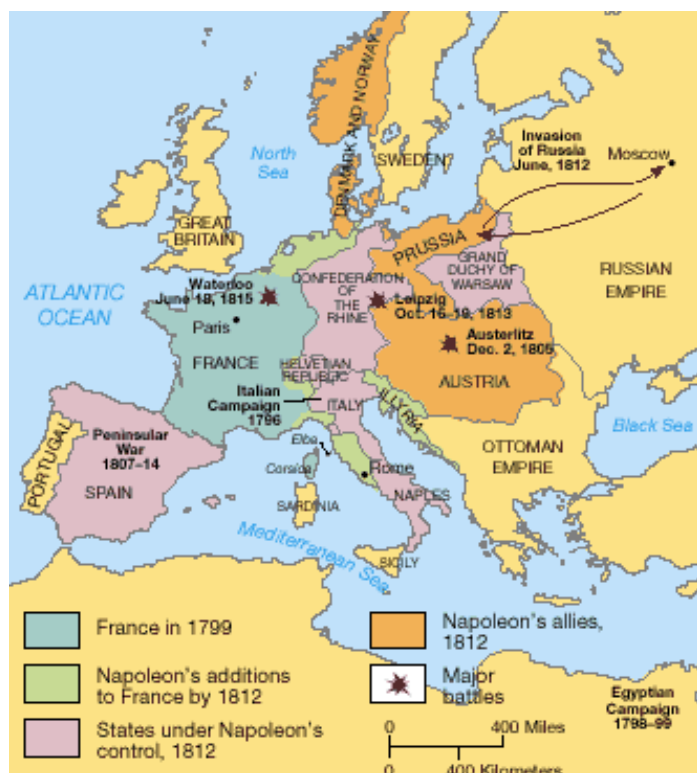 DENMARK AND NORWAY
SWEDEN
Invasion
of Russia
June, 1812
Moscow
North
Sea
GREAT
BRITAIN
PRUSSIA
GRAND
DUCHY OF
WARSAW
RUSSIAN
EMPIRE
ATLANTIC
OCEAN
Waterloo
June 18, 1815
CONFEDERATION
OF
THE
RHINE
Leipzig
Oct. 16–19, 1813
Paris
FRANCE
Austerlitz
Dec. 2, 1805
AUSTRIA
HELVETIAN
REPUBLIC
Italian
Campaign
1796
ITALY
ILLYRIA
Black Sea
PORTUGAL
Peninsular
War
1807–14
SPAIN
Elba
Corsica
Rome
OTTOMAN
EMPIRE
NAPLES
SARDINIA
Mediterranean Sea
SICILY
France in 1799
Napoleon's additions
to France by 1812
States under Napoleon's
control, 1812
Napoleon's allies,
1812
Major
battles
Egyptian
Campaign
1798–99
0 400 Miles
0 400 Kilometers